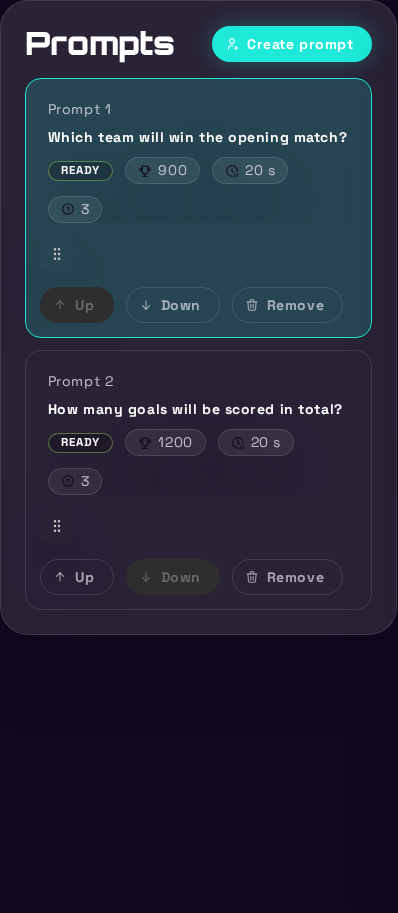 Prompts
Create prompt
Prompt 1
Which team will win the opening match?
READY 900 20 s
3
Up Down Remove
Prompt 2
How many goals will be scored in total?
READY 1200 20 s
3
Up Down Remove